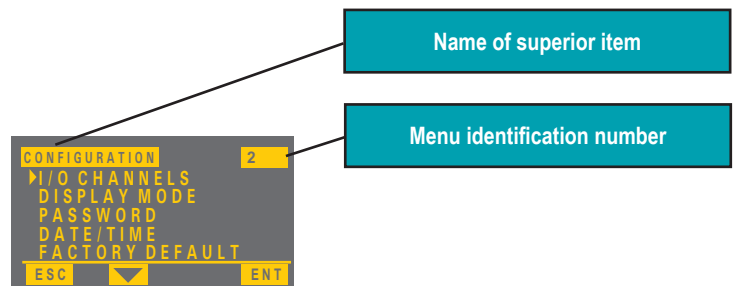 Name of superior item
Menu identification number
CONFIGURATION 2
I/O CHANNELS
DISPLAY MODE
PASSWORD
DATE/TIME
FACTORY DEFAULT
ESC ENT